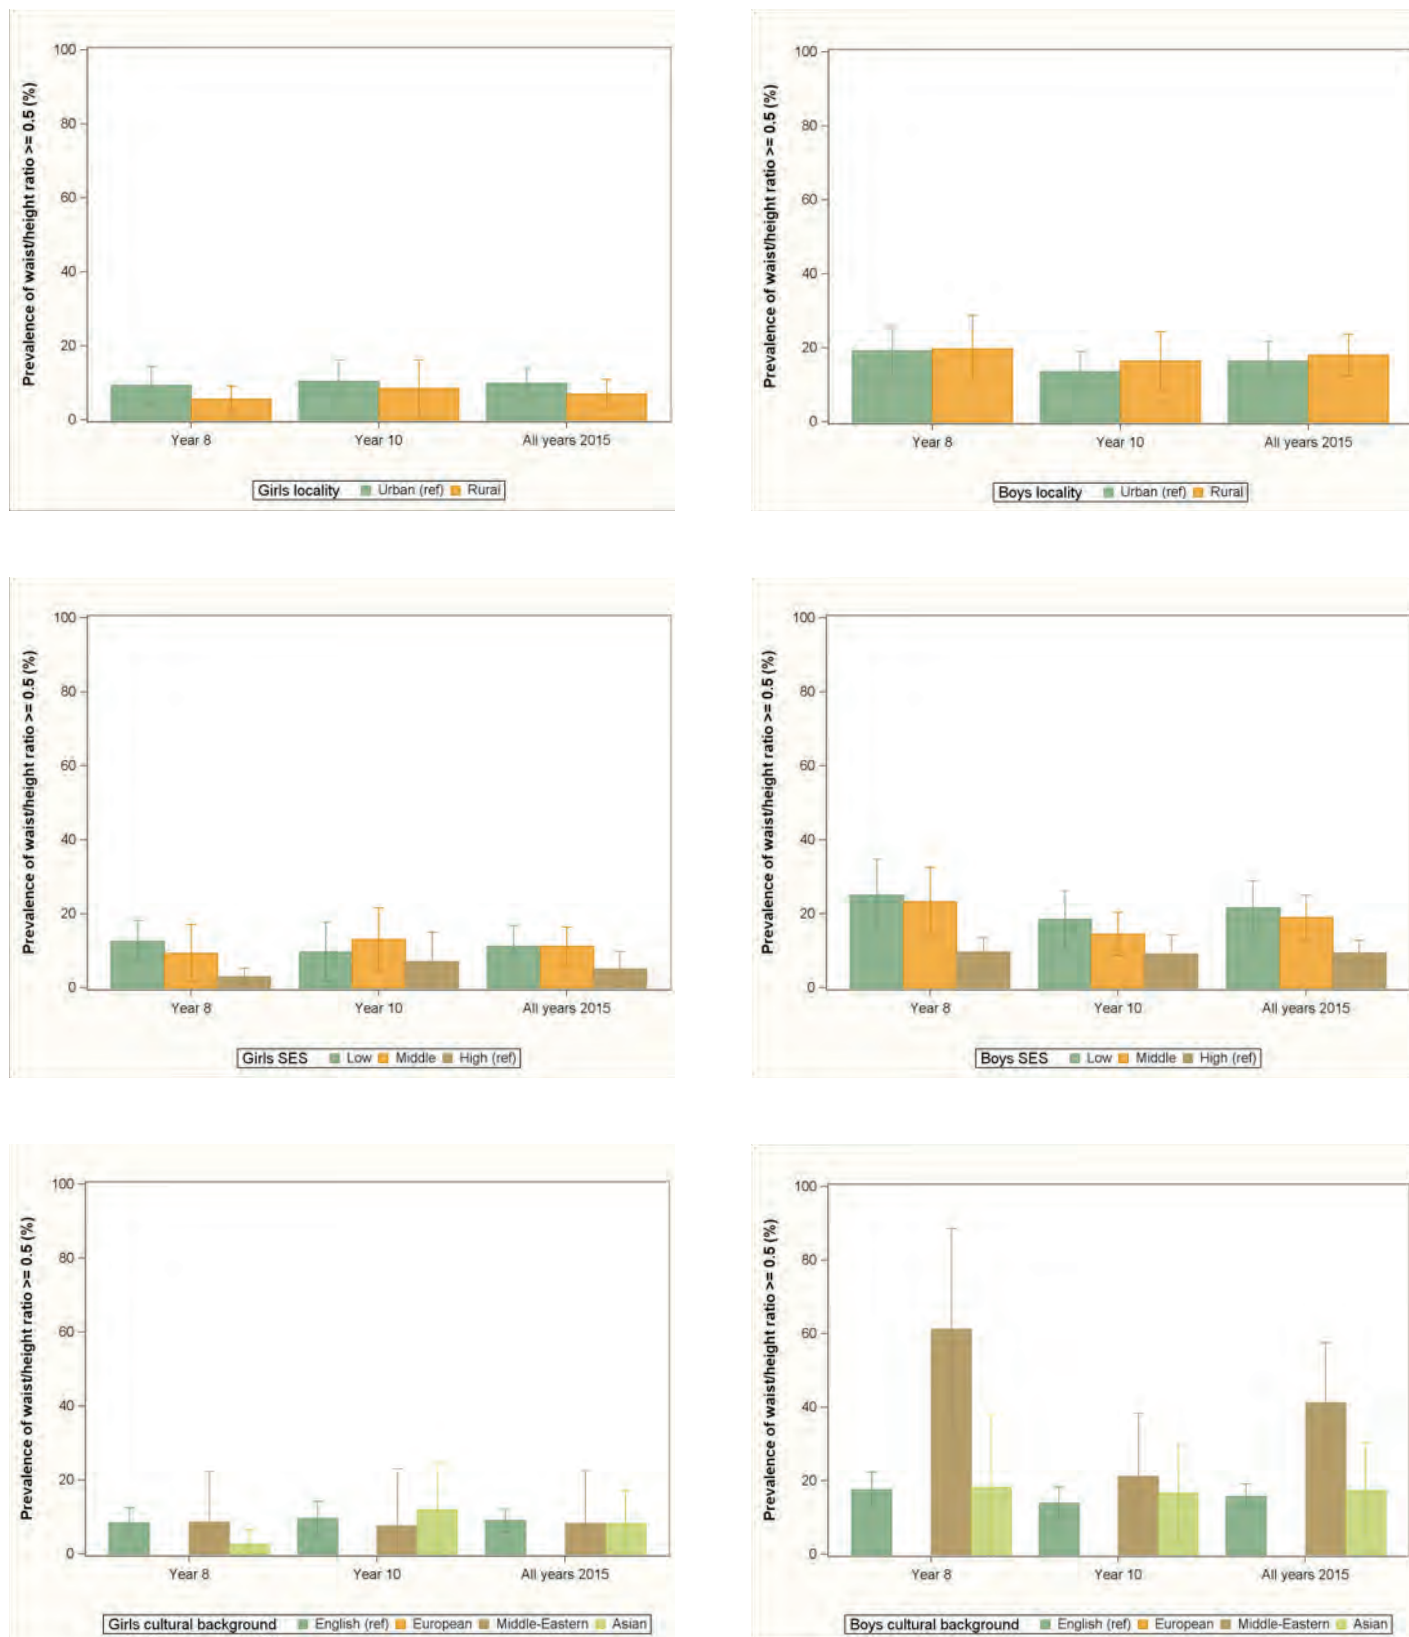 Prevalence of waist/height ratio >= 0.5 (%)
100
80
60
40
20
0
Year 8 Year 10 All years 2015
Girls locality Urban (ref) Rural
Prevalence of waist/height ratio >= 0.5 (%)
100
80
60
40
20
0
Year 8 Year 10 All years 2015
Boys locality Urban (ref) Rural
Prevalence of waist/height ratio >= 0.5 (%)
100
80
60
40
20
0
Year 8 Year 10 All years 2015
Girls SES Low Middle High (ref)
Prevalence of waist/height ratio >= 0.5 (%)
100
80
60
40
20
0
Year 8 Year 10 All years 2015
Boys SES Low Middle High (ref)
Prevalence of waist/height ratio >= 0.5 (%)
100
80
60
40
20
0
Year 8 Year 10 All years 2015
Girls cultural background English (ref) European Middle-Eastern Asian
Prevalence of waist/height ratio >= 0.5 (%)
100
80
60
40
20
0
Year 8 Year 10 All years 2015
Boys cultural background English (ref) European Middle-Eastern Asian